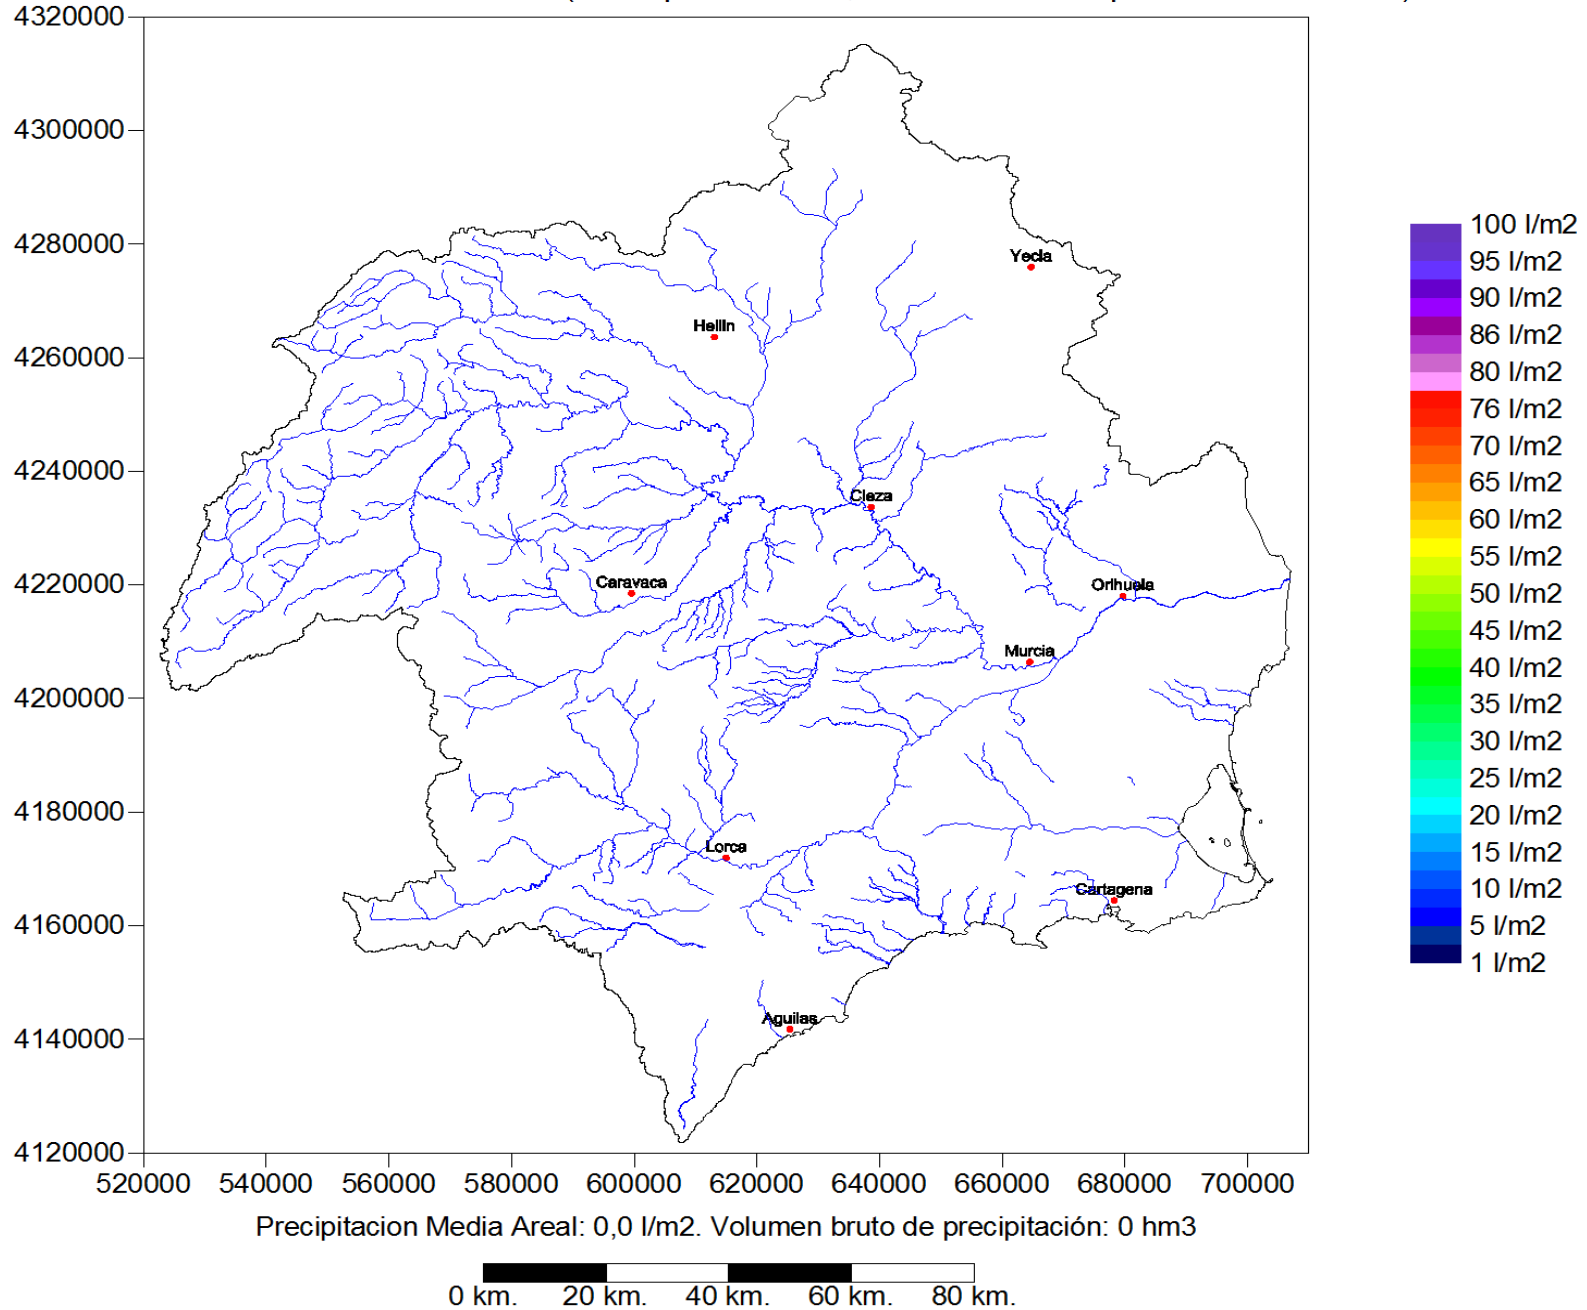 4320000
4300000
4280000
4260000
4240000
4220000
4200000
4180000
4160000
4140000
4120000
520000 540000 560000 580000 600000 620000 640000 660000 680000 700000
Yecla
Hellin
Cieza
Caravaca
Orihuela
Murcia
Lorca
Cartagena
Aguilas
100 l/m2
95 l/m2
90 l/m2
86 l/m2
80 l/m2
76 l/m2
70 l/m2
65 l/m2
60 l/m2
55 l/m2
50 l/m2
45 l/m2
40 l/m2
35 l/m2
30 l/m2
25 l/m2
20 l/m2
15 l/m2
10 l/m2
5 l/m2
1 l/m2
Precipitacion Media Areal: 0,0 l/m2. Volumen bruto de precipitación: 0 hm3
0 km. 20 km. 40 km. 60 km. 80 km.